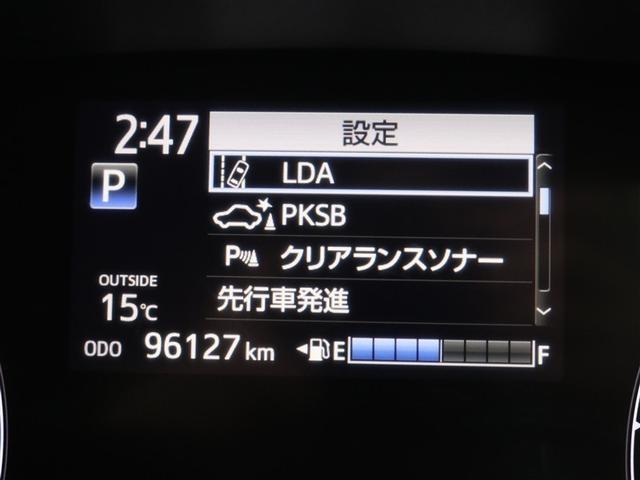 2:47
設定
P
LDA
PKSB
P クリアランスソナー
先行車発進
OUTSIDE
15℃
ODO 96127 km
E F